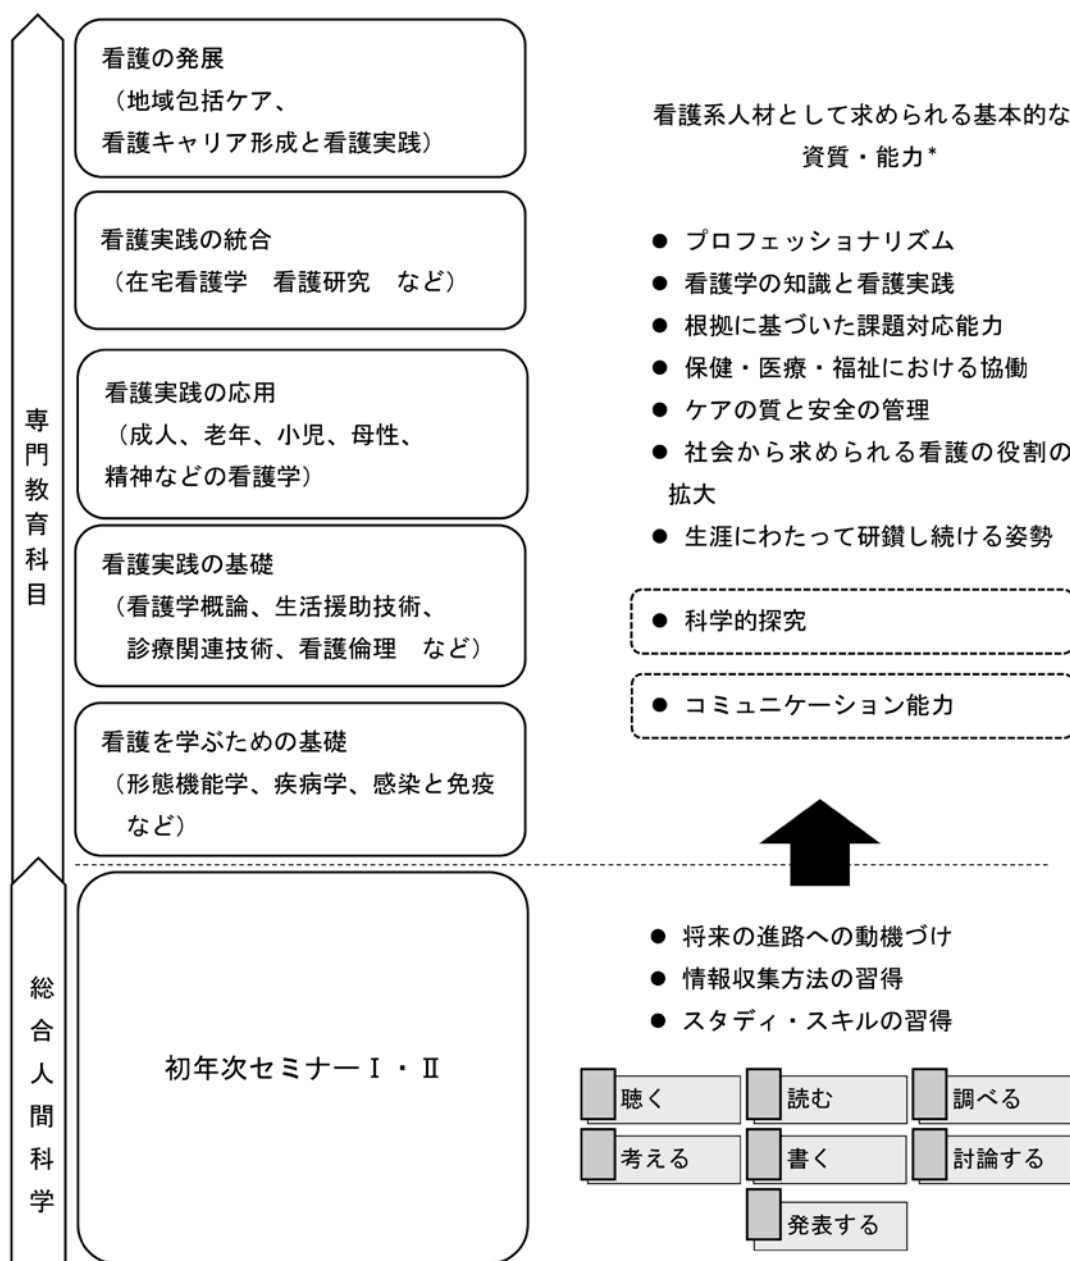 専門教育科目
看護の発展
（地域包括ケア、
看護キャリア形成と看護実践）
看護実践の統合
（在宅看護学　看護研究　など）
看護実践の応用
（成人、老年、小児、母性、
精神などの看護学）
看護実践の基礎
（看護学概論、生活援助技術、
診療関連技術、看護倫理　など）
看護を学ぶための基礎
（形態機能学、疾病学、感染と免疫
など）
看護系人材として求められる基本的な
資質・能力*
● プロフェッショナリズム
● 看護学の知識と看護実践
● 根拠に基づいた課題対応能力
● 保健・医療・福祉における協働
● ケアの質と安全の管理
● 社会から求められる看護の役割の
拡大
● 生涯にわたって研鑽し続ける姿勢
● 科学的探究
● コミュニケーション能力
総合人間科学
初年次セミナーⅠ・Ⅱ
● 将来の進路への動機づけ
● 情報収集方法の習得
● スタディ・スキルの習得
聴く
読む
調べる
考える
書く
討論する
発表する